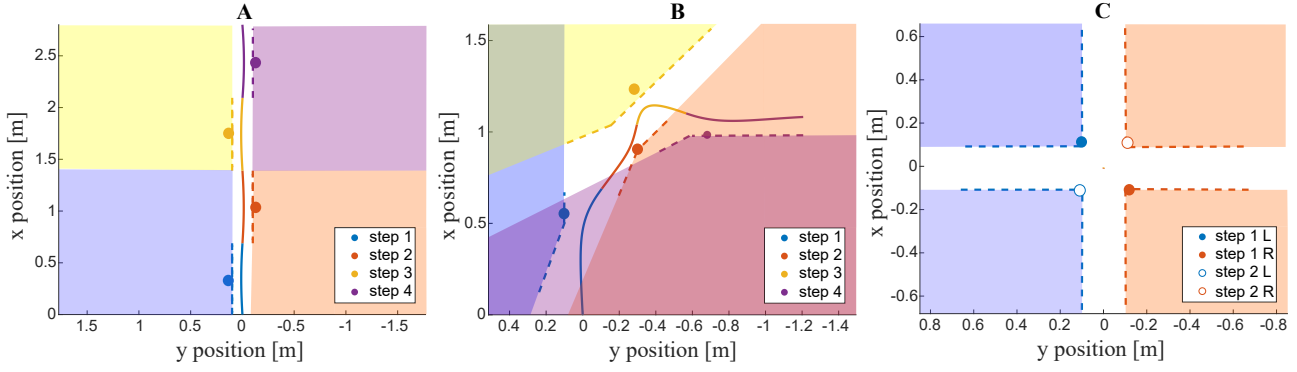 A
2.5
2
1.5
1
0.5
0
x position [m]
1.5 1 0.5 0 -0.5 -1 -1.5
y position [m]
step 1
step 2
step 3
step 4
B
1.5
1
0.5
0
x position [m]
0.4 0.2 0 -0.2 -0.4 -0.6 -0.8 -1 -1.2 -1.4
y position [m]
step 1
step 2
step 3
step 4
C
0.6
0.4
0.2
0
-0.2
-0.4
-0.6
x position [m]
0.8 0.6 0.4 0.2 0 -0.2 -0.4 -0.6 -0.8
y position [m]
step 1 L
step 1 R
step 2 L
step 2 R